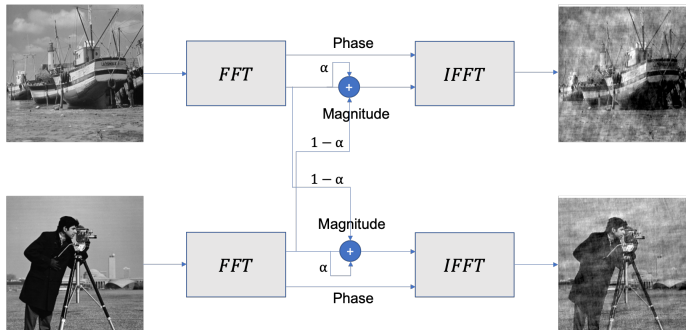 Phase
α
FFT
IFFT
+
Magnitude
1 − α
1 − α
Magnitude
+
FFT
IFFT
α
Phase